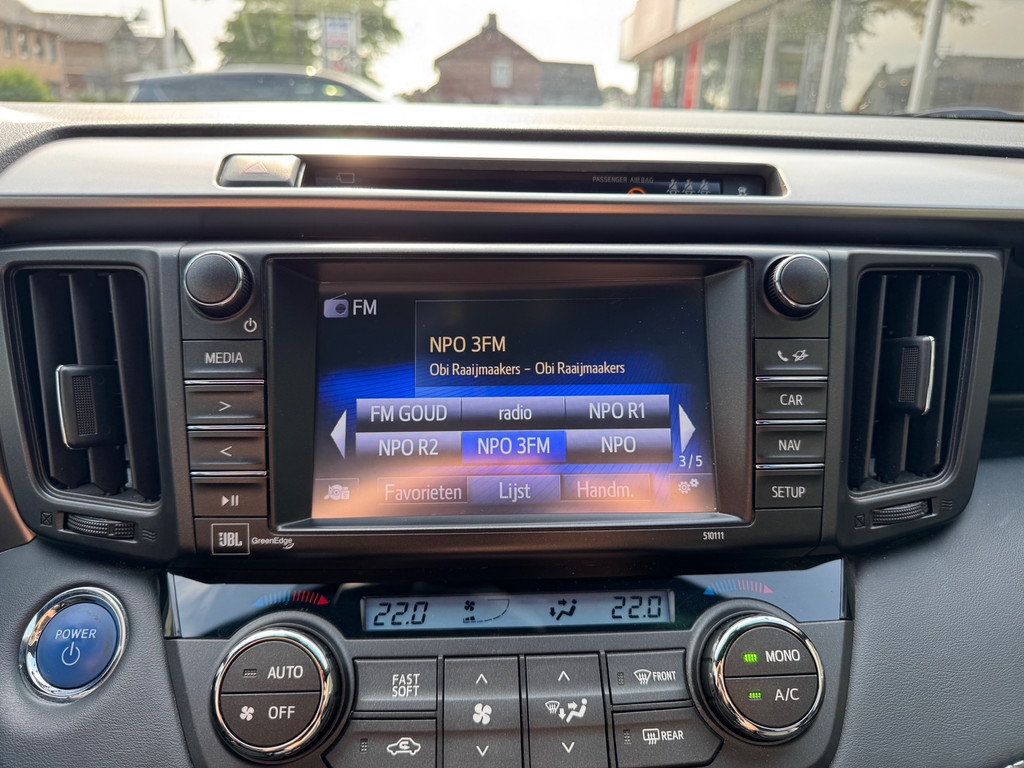 PASSENGER AIR BAG
FM
NPO 3FM
Obi Raaijmaakers - Obi Raaijmaakers
FM GOUD radio NPO R1
NPO R2 NPO 3FM NPO
3/5
Favorieten Lijst Handm.
MEDIA
>
<
CAR
NAV
SETUP
JBL GreenEdge
510111
22.0 22.0
POWER
AUTO
OFF
FAST
SOFT
FRONT
REAR
MONO
A/C